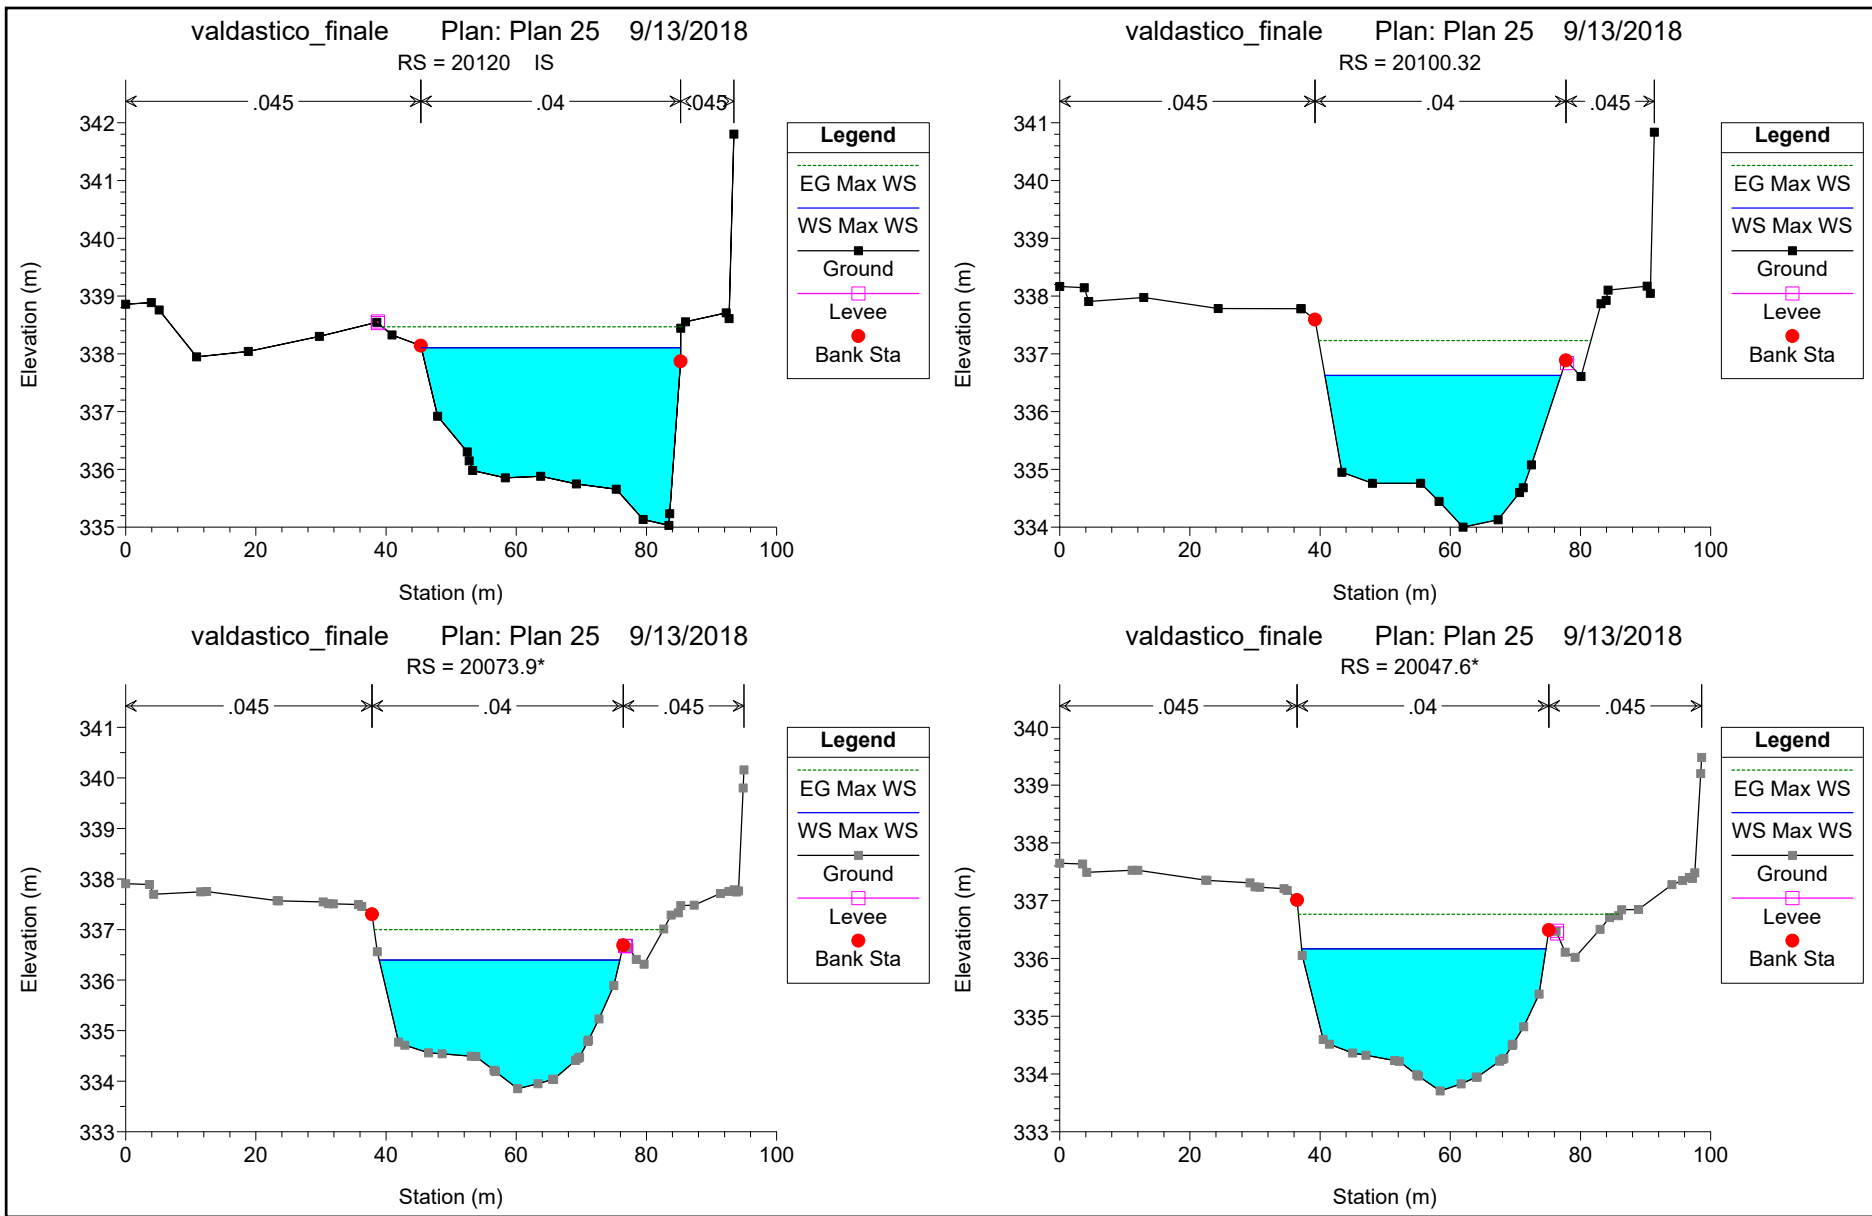 valdastico_finale Plan: Plan 25 9/13/2018
RS = 20120 IS
.045 .04 .045
342
341
340
339
338
337
336
335
0 20 40 60 80 100
Station (m)
Elevation (m)
Legend
EG Max WS
WS Max WS
Ground
Levee
Bank Sta
valdastico_finale Plan: Plan 25 9/13/2018
RS = 20100.32
.045 .04 .045
341
340
339
338
337
336
335
334
0 20 40 60 80 100
Station (m)
Elevation (m)
Legend
EG Max WS
WS Max WS
Ground
Levee
Bank Sta
valdastico_finale Plan: Plan 25 9/13/2018
RS = 20073.9*
.045 .04 .045
341
340
339
338
337
336
335
334
333
0 20 40 60 80 100
Station (m)
Elevation (m)
Legend
EG Max WS
WS Max WS
Ground
Levee
Bank Sta
valdastico_finale Plan: Plan 25 9/13/2018
RS = 20047.6*
.045 .04 .045
340
339
338
337
336
335
334
333
0 20 40 60 80 100
Station (m)
Elevation (m)
Legend
EG Max WS
WS Max WS
Ground
Levee
Bank Sta